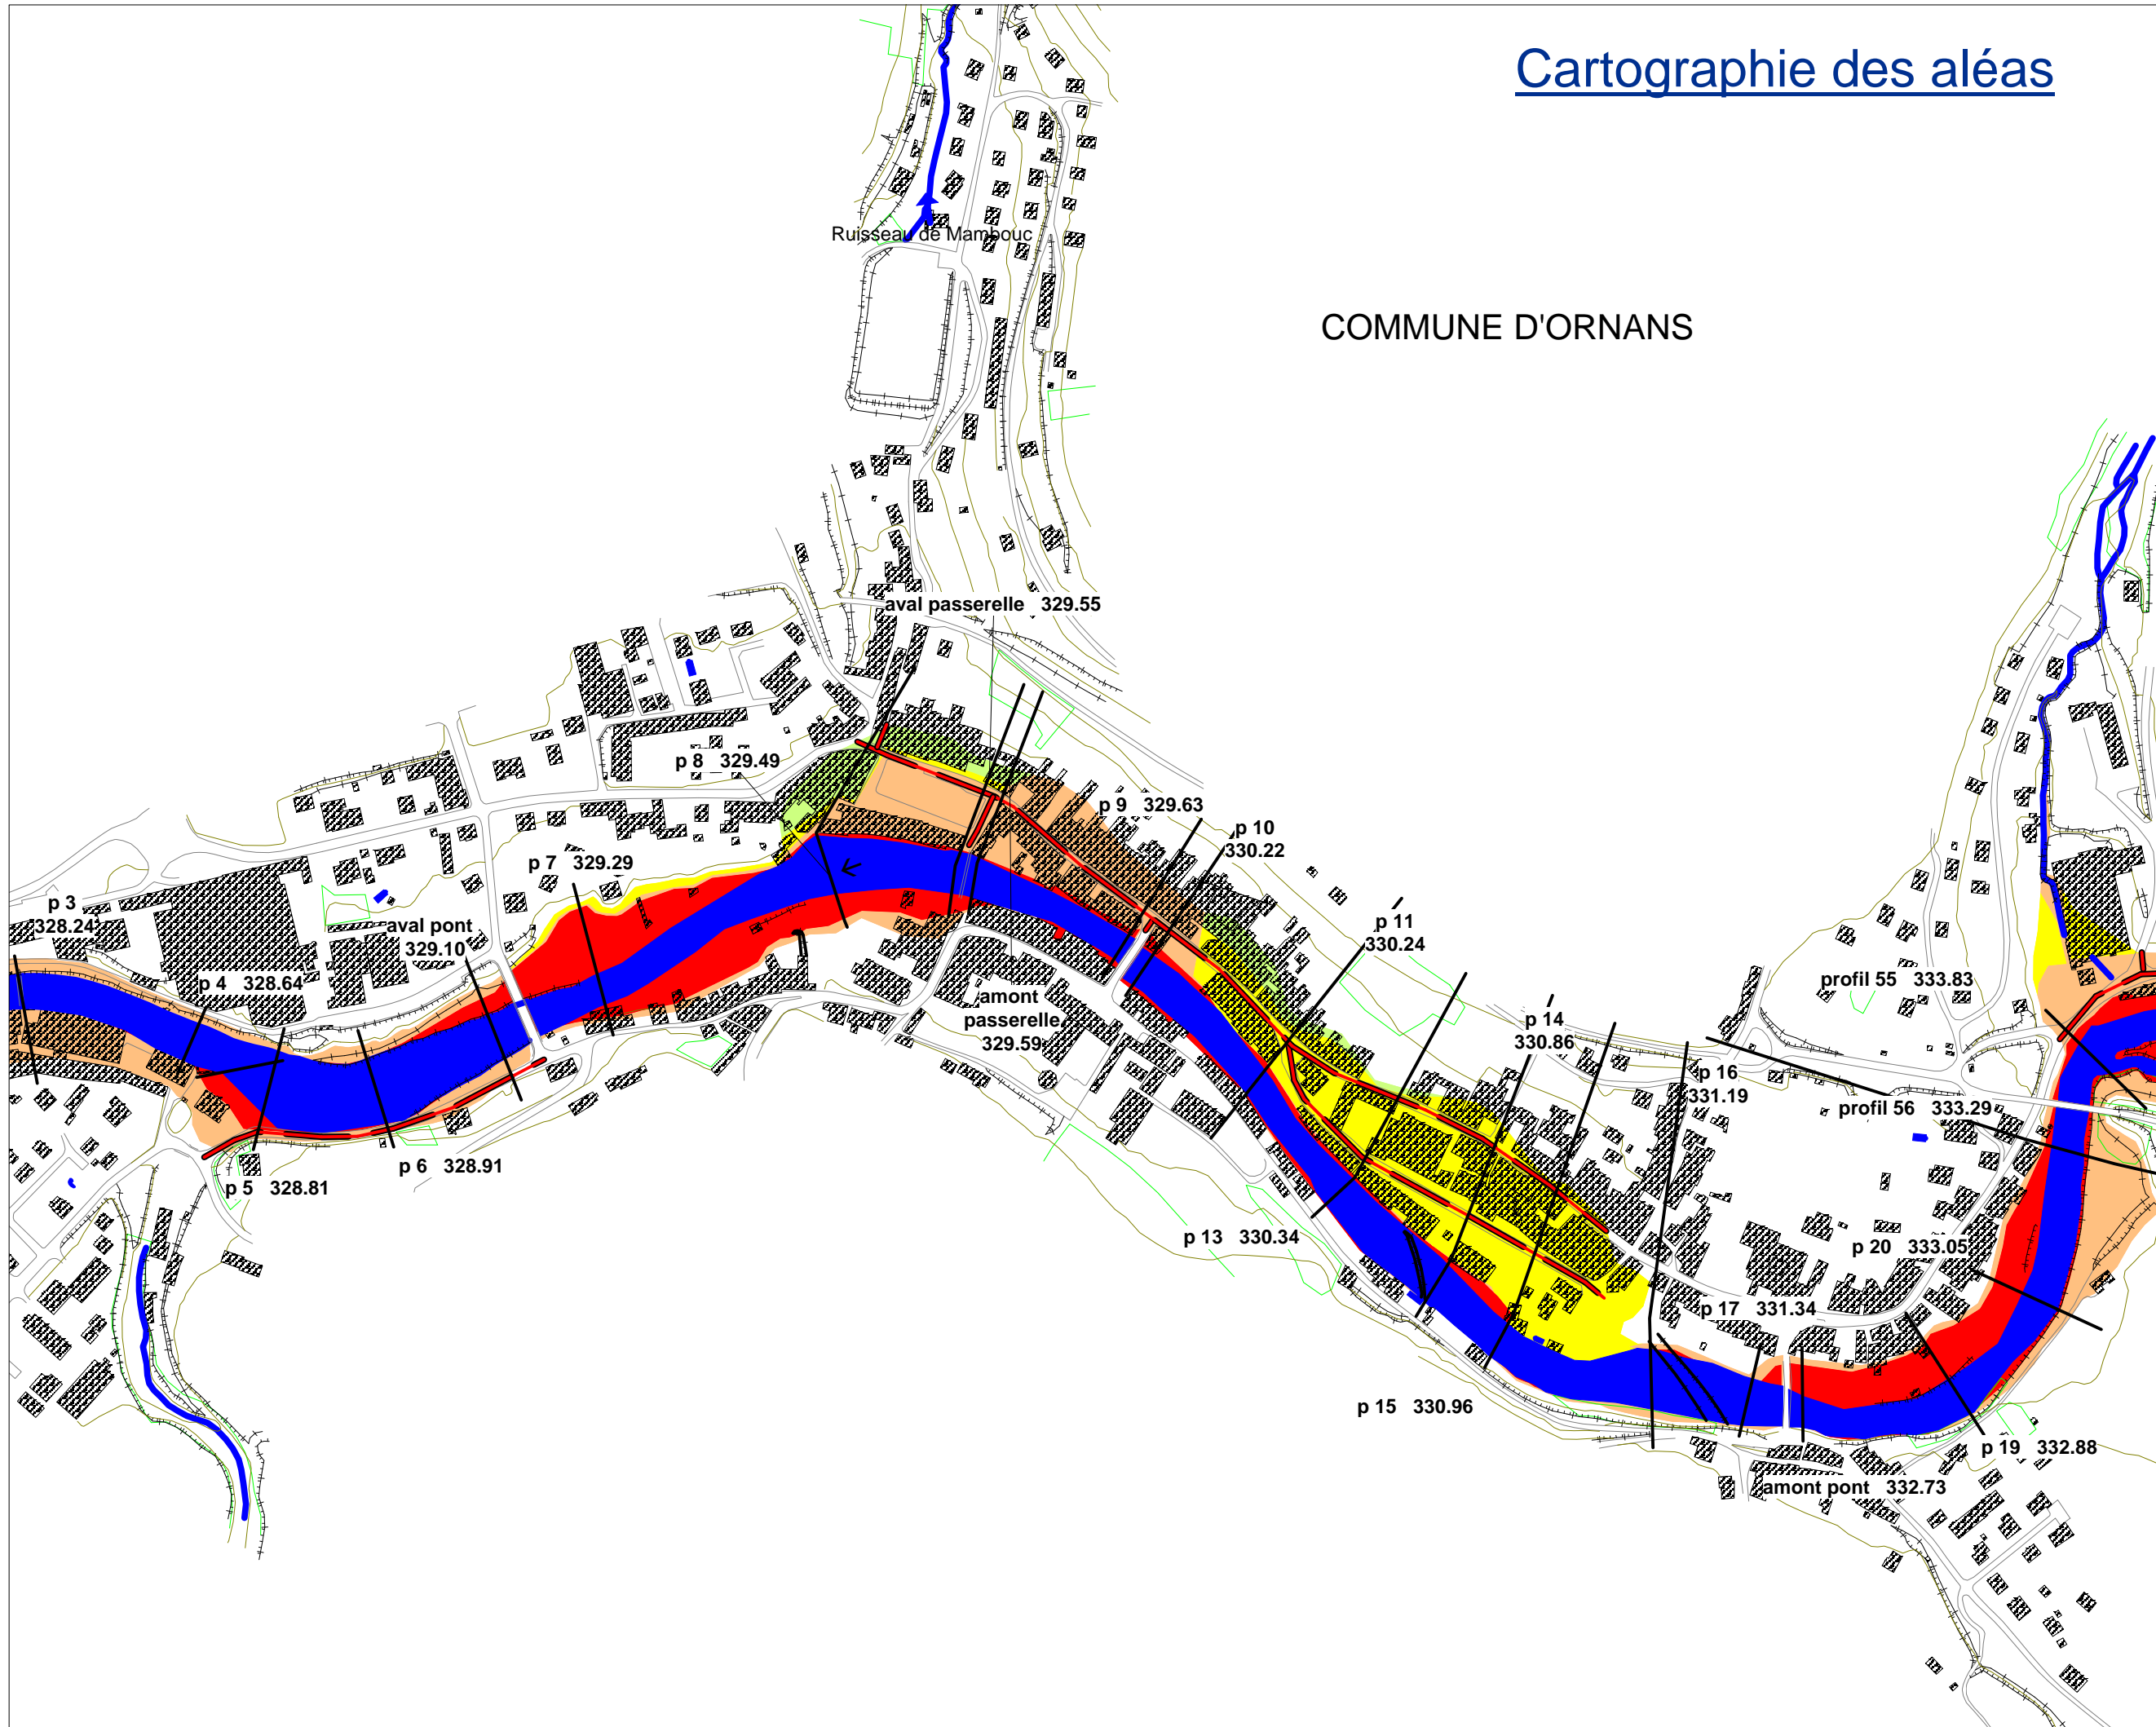 Cartographie des aléas
Ruisseau de Mambouc
COMMUNE D'ORNANS
aval passerelle 329.55
p 8 329.49
p 9 329.63
p 10
330.22
p 7 329.29
p 3
328.24
aval pont
329.10
p 11
330.24
p 4 328.64
profil 55 333.83
amont
passerelle
329.59
p 14
330.86
p 16
331.19
profil 56 333.29
p 6 328.91
p 5 328.81
p 13 330.34
p 20 333.05
p 17 331.34
p 15 330.96
p 19 332.88
amont pont 332.73